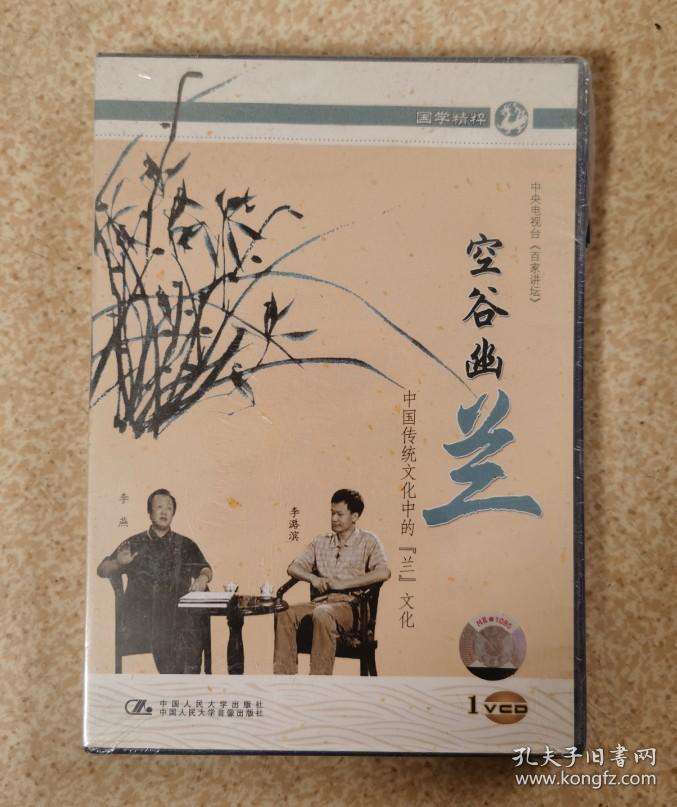 国学精粹
中央电视台《百家讲坛》
空谷幽兰
中国传统文化中的『兰』文化
李燕
李潞滨
中国人民大学出版社
中国人民大学音像出版社
1 VCD
孔夫子旧书网
www.kongfz.com